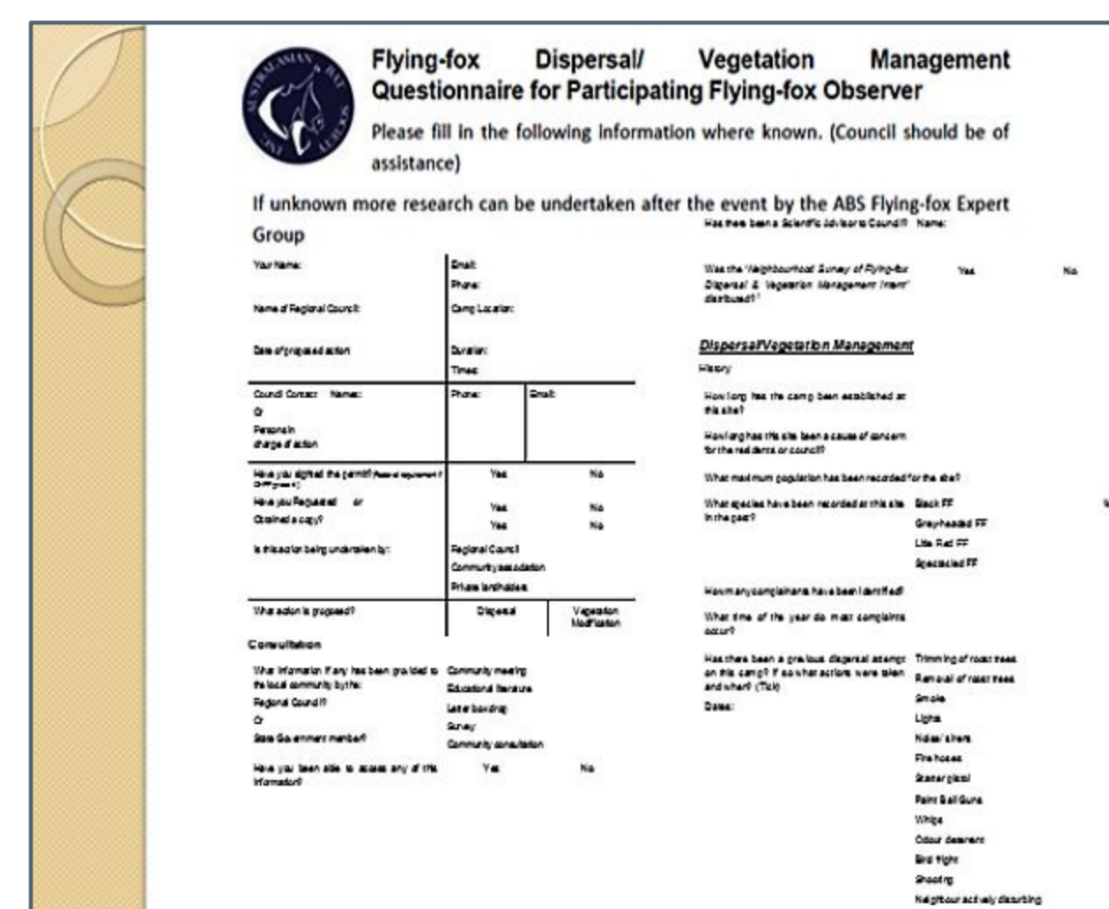 AUSTRALASIAN BAT SOCIETY INC
Flying-fox Dispersal/ Vegetation Management
Questionnaire for Participating Flying-fox Observer
Please fill in the following information where known. (Council should be of
assistance)
If unknown more research can be undertaken after the event by the ABS Flying-fox Expert
Group
Your Name: Email:
Phone:
Name of Regional Council: Camp Location:
Date of proposed action: Duration:
Times:
Council Contact Names: Phone: Email:
Or
Persons in
charge of action
Have you sighted the permit? Yes No
Have you Requested or Yes No
Obtained a copy? Yes No
Is this action being undertaken by: Regional Council
Community association
Private landholders
What action is proposed? Dispersal Vegetation
Modification
Consultation
What information if any has been provided to Community meeting
the local community by the: Educational literature
Regional Council? Letter box drop
Or Survey
State Government member? Community consultation
Have you been able to access any of this Yes No
information?
Has there been a Scientific Advisor to Council? Name:
Was the 'Neighbourhood Survey of Flying-fox Yes No
Dispersal & Vegetation Management Intent'
distributed?'
Dispersal/Vegetation Management
History
How long has the camp been established at
this site?
How long has this site been a cause of concern
for the residents or council?
What maximum population has been recorded for the site?
What species have been recorded at this site Black FF
in the past? Grey-headed FF
Little Red FF
Spectacled FF
How many complainants have been identified?
What time of the year do most complaints
occur?
Has there been a previous dispersal attempt Trimming of roost trees
on this camp? If so what actions were taken Removal of roost trees
and when? (Tick) Smoke
Dates: Lights
Noise/ sirens
Fire hoses
Starter pistol
Paint Ball Guns
Whips
Odour deterrent
Bird fright
Shooting
Neighbour actively disturbing